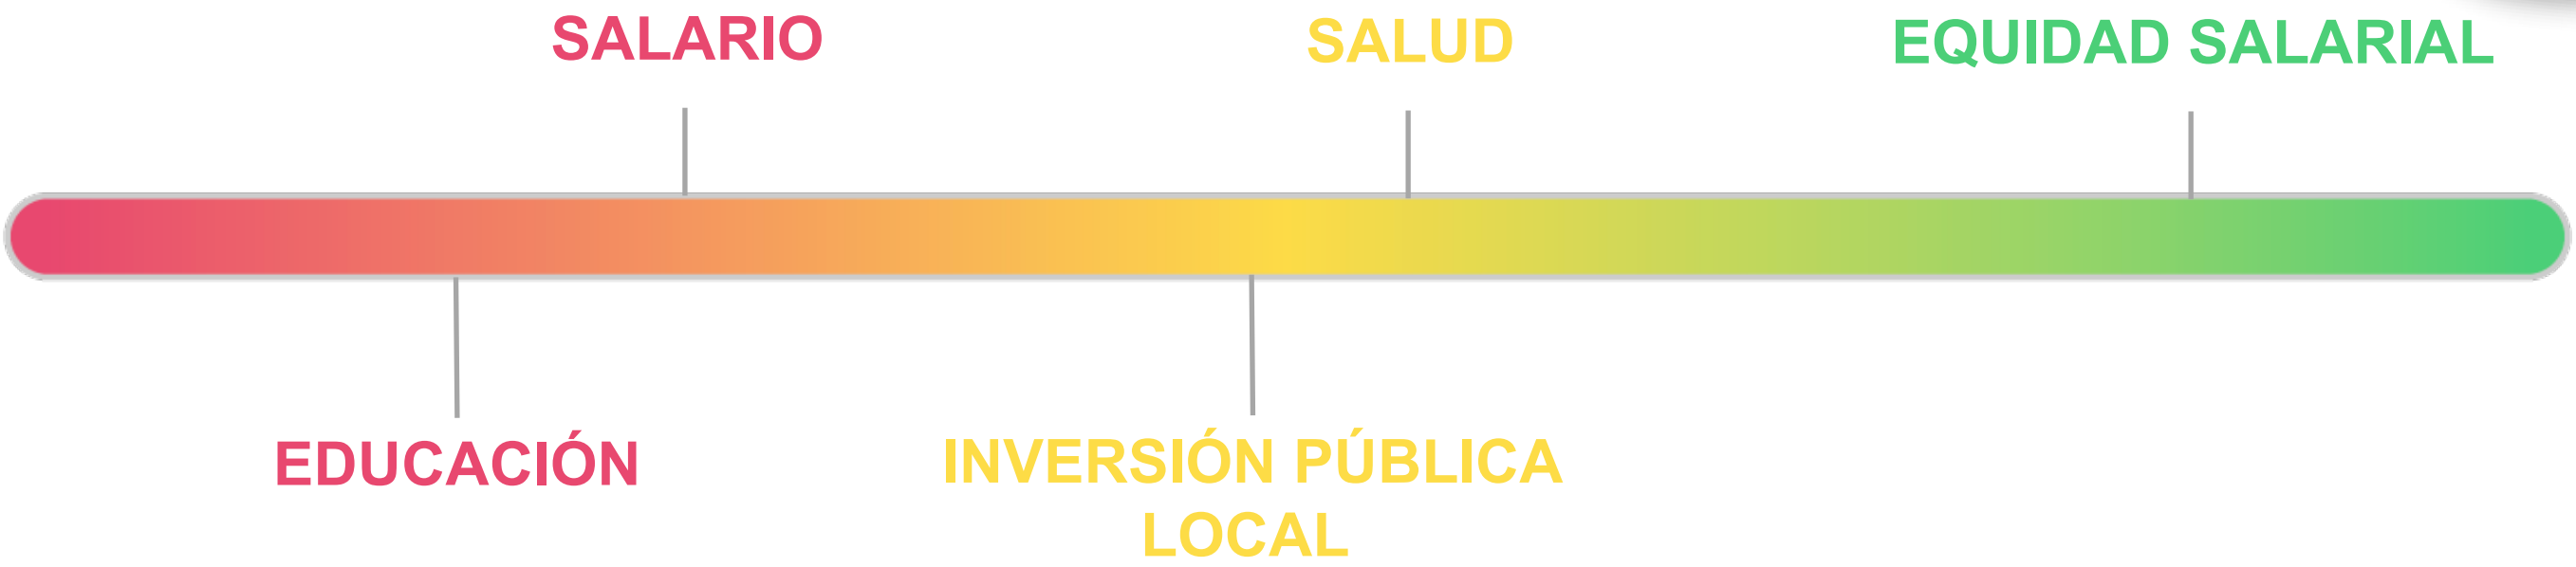 SALARIO
SALUD
EQUIDAD SALARIAL
EDUCACIÓN
INVERSIÓN PÚBLICA
LOCAL